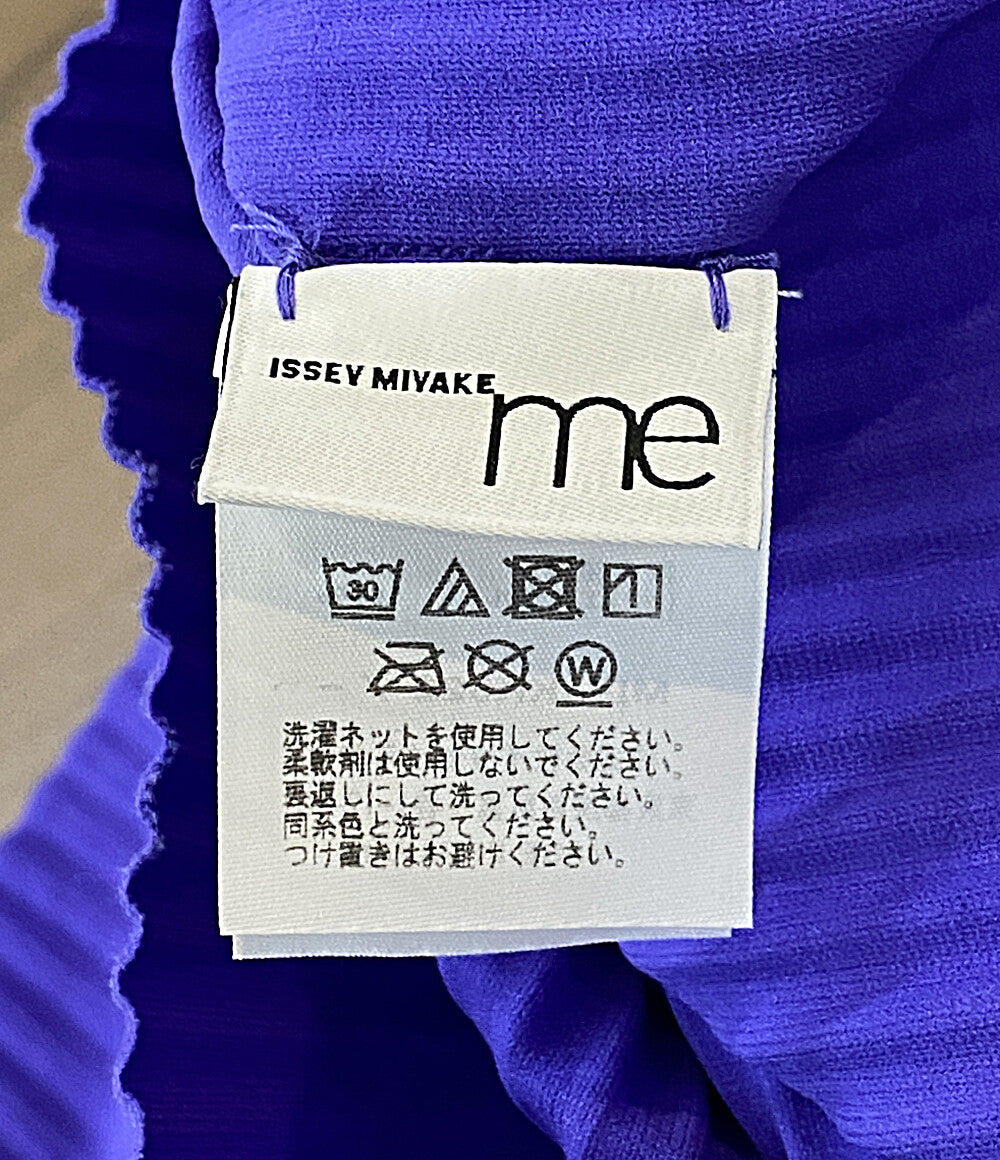 ISSEY MIYAKE
me
30
W
洗濯ネットを使用してください。
柔軟剤は使用しないでください。
裏返しにして洗ってください。
同系色と洗ってください。
つけ置きはお避けください。